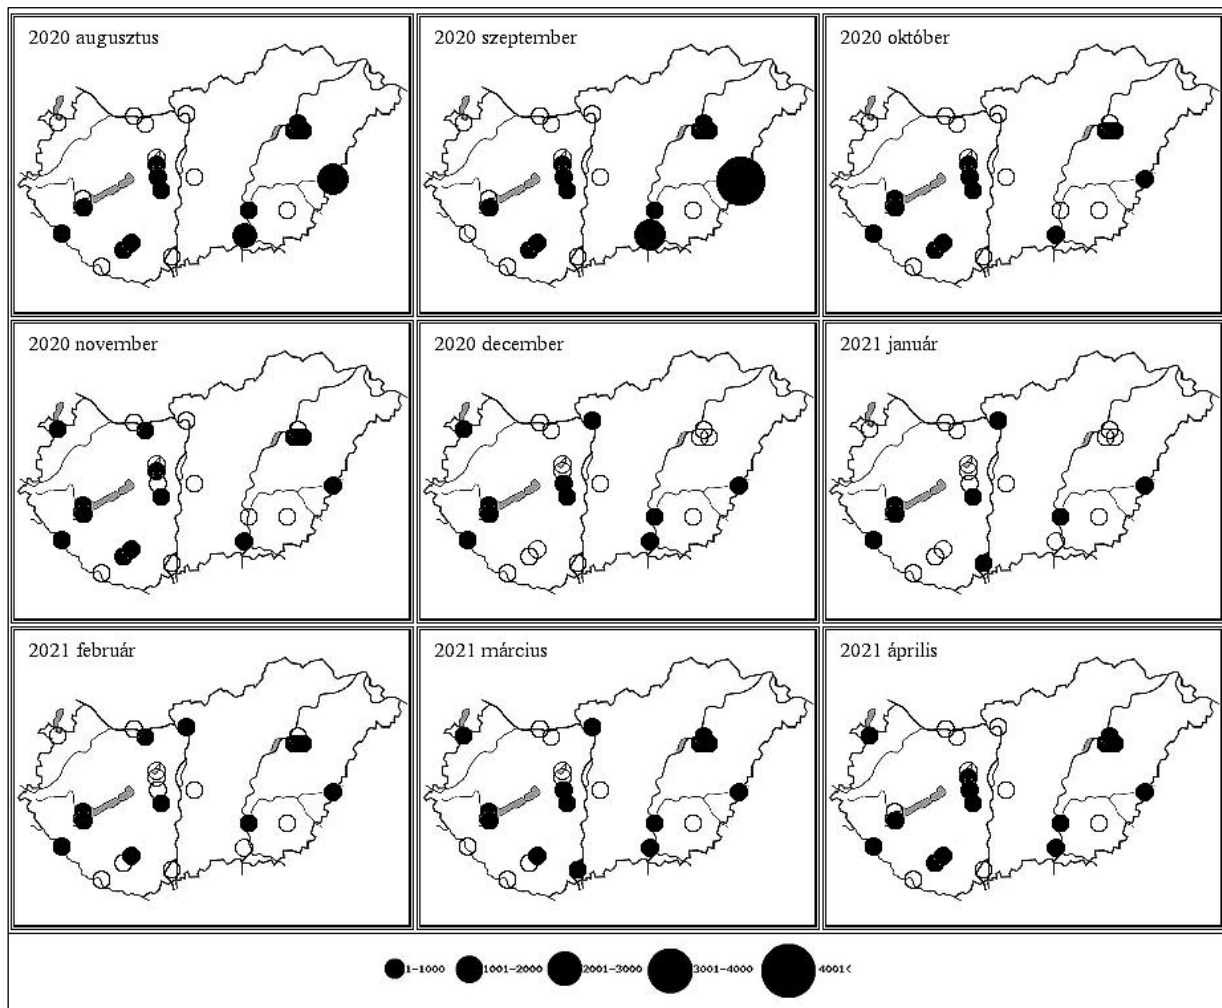 2020 augusztus
2020 szeptember
2020 október
2020 november
2020 december
2021 január
2021 február
2021 március
2021 április
1-1000 1001-2000 2001-3000 3001-4000 4001<